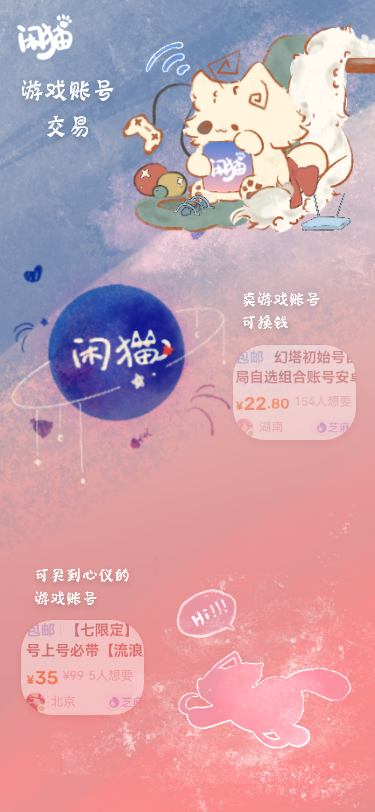 闲猫
游戏账号
交易
闲猫
卖游戏账号
可换钱
闲猫
包邮 幻塔初始号
局自选组合账号安卓
¥22.80 154人想要
湖南 芝麻
可买到心仪的
游戏账号
Hi!!!
包邮 【七限定】
号上号必带【流浪
¥35 ¥99 5人想要
北京 芝麻